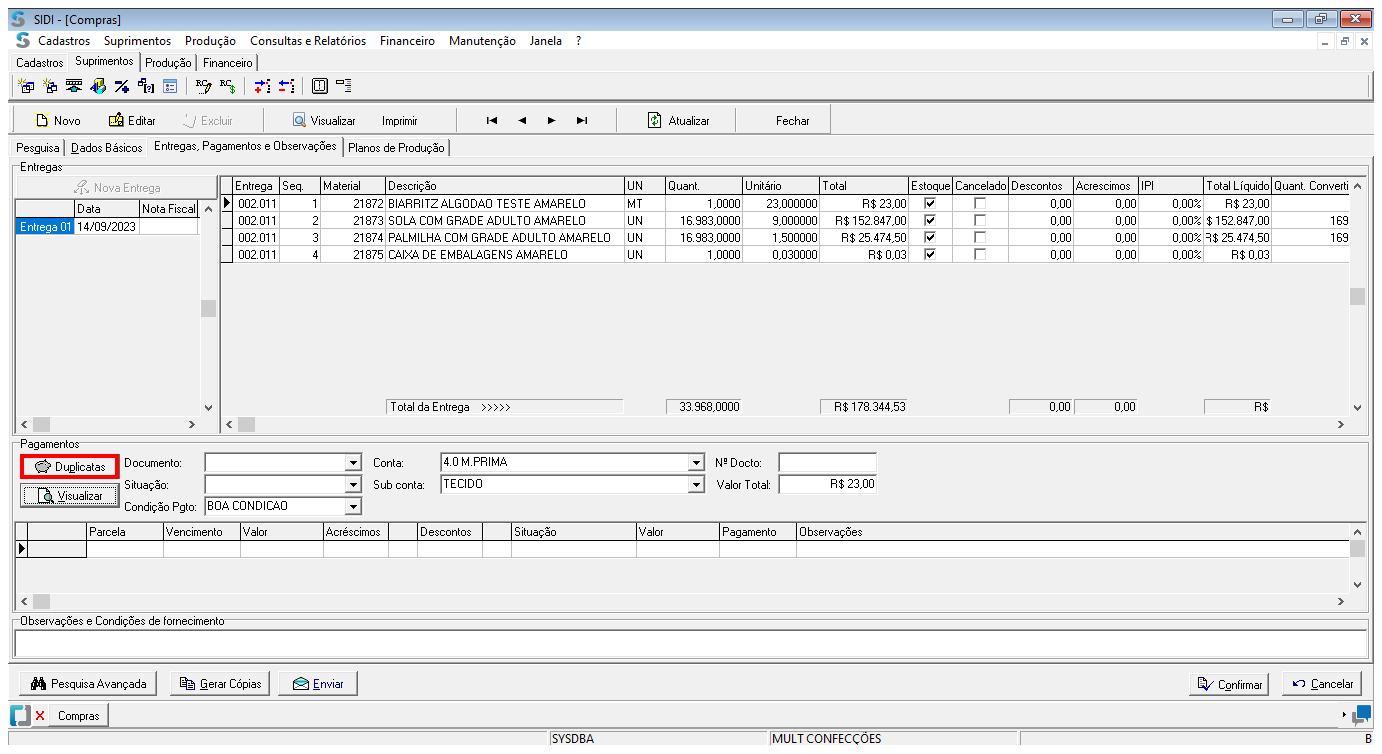 SIDI - [Compras]
Cadastros Suprimentos Produção Consultas e Relatórios Financeiro Manutenção Janela ?
Cadastros Suprimentos Produção Financeiro
Novo Editar Excluir Visualizar Imprimir Atualizar Fechar
Pesquisa Dados Básicos Entregas, Pagamentos e Observações Planos de Produção
Entregas
Nova Entrega
Data Nota Fiscal
Entrega 01 14/09/2023
Entrega Seq. Material Descrição UN Quant. Unitário Total Estoque Cancelado Descontos Acrescimos IPI Total Líquido Quant. Converti
002.011 1 21872 BIARRITZ ALGODAO TESTE AMARELO MT 1,0000 23,000000 R$ 23,00 0,00 0,00 0,00% R$ 23,00
002.011 2 21873 SOLA COM GRADE ADULTO AMARELO UN 16.983,0000 9,000000 R$ 152.847,00 0,00 0,00 0,00% $ 152.847,00 169
002.011 3 21874 PALMILHA COM GRADE ADULTO AMARELO UN 16.983,0000 1,500000 R$ 25.474,50 0,00 0,00 0,00% R$ 25.474,50 169
002.011 4 21875 CAIXA DE EMBALAGENS AMARELO UN 1,0000 0,030000 R$ 0,03 0,00 0,00 0,00% R$ 0,03
Total da Entrega >>>>> 33.968,0000 R$ 178.344,53 0,00 0,00 R$
Pagamentos
Duplicatas Documento: Conta: 4.0 M.PRIMA Nº Docto:
Visualizar Situação: Sub conta: TECIDO Valor Total: R$ 23,00
Condição Pgto: BOA CONDICAO
Parcela Vencimento Valor Acréscimos Descontos Situação Valor Pagamento Observações
Observações e Condições de fornecimento
Pesquisa Avançada Gerar Cópias Enviar Confirmar Cancelar
Compras
SYSDBA MULT CONFECÇÕES B